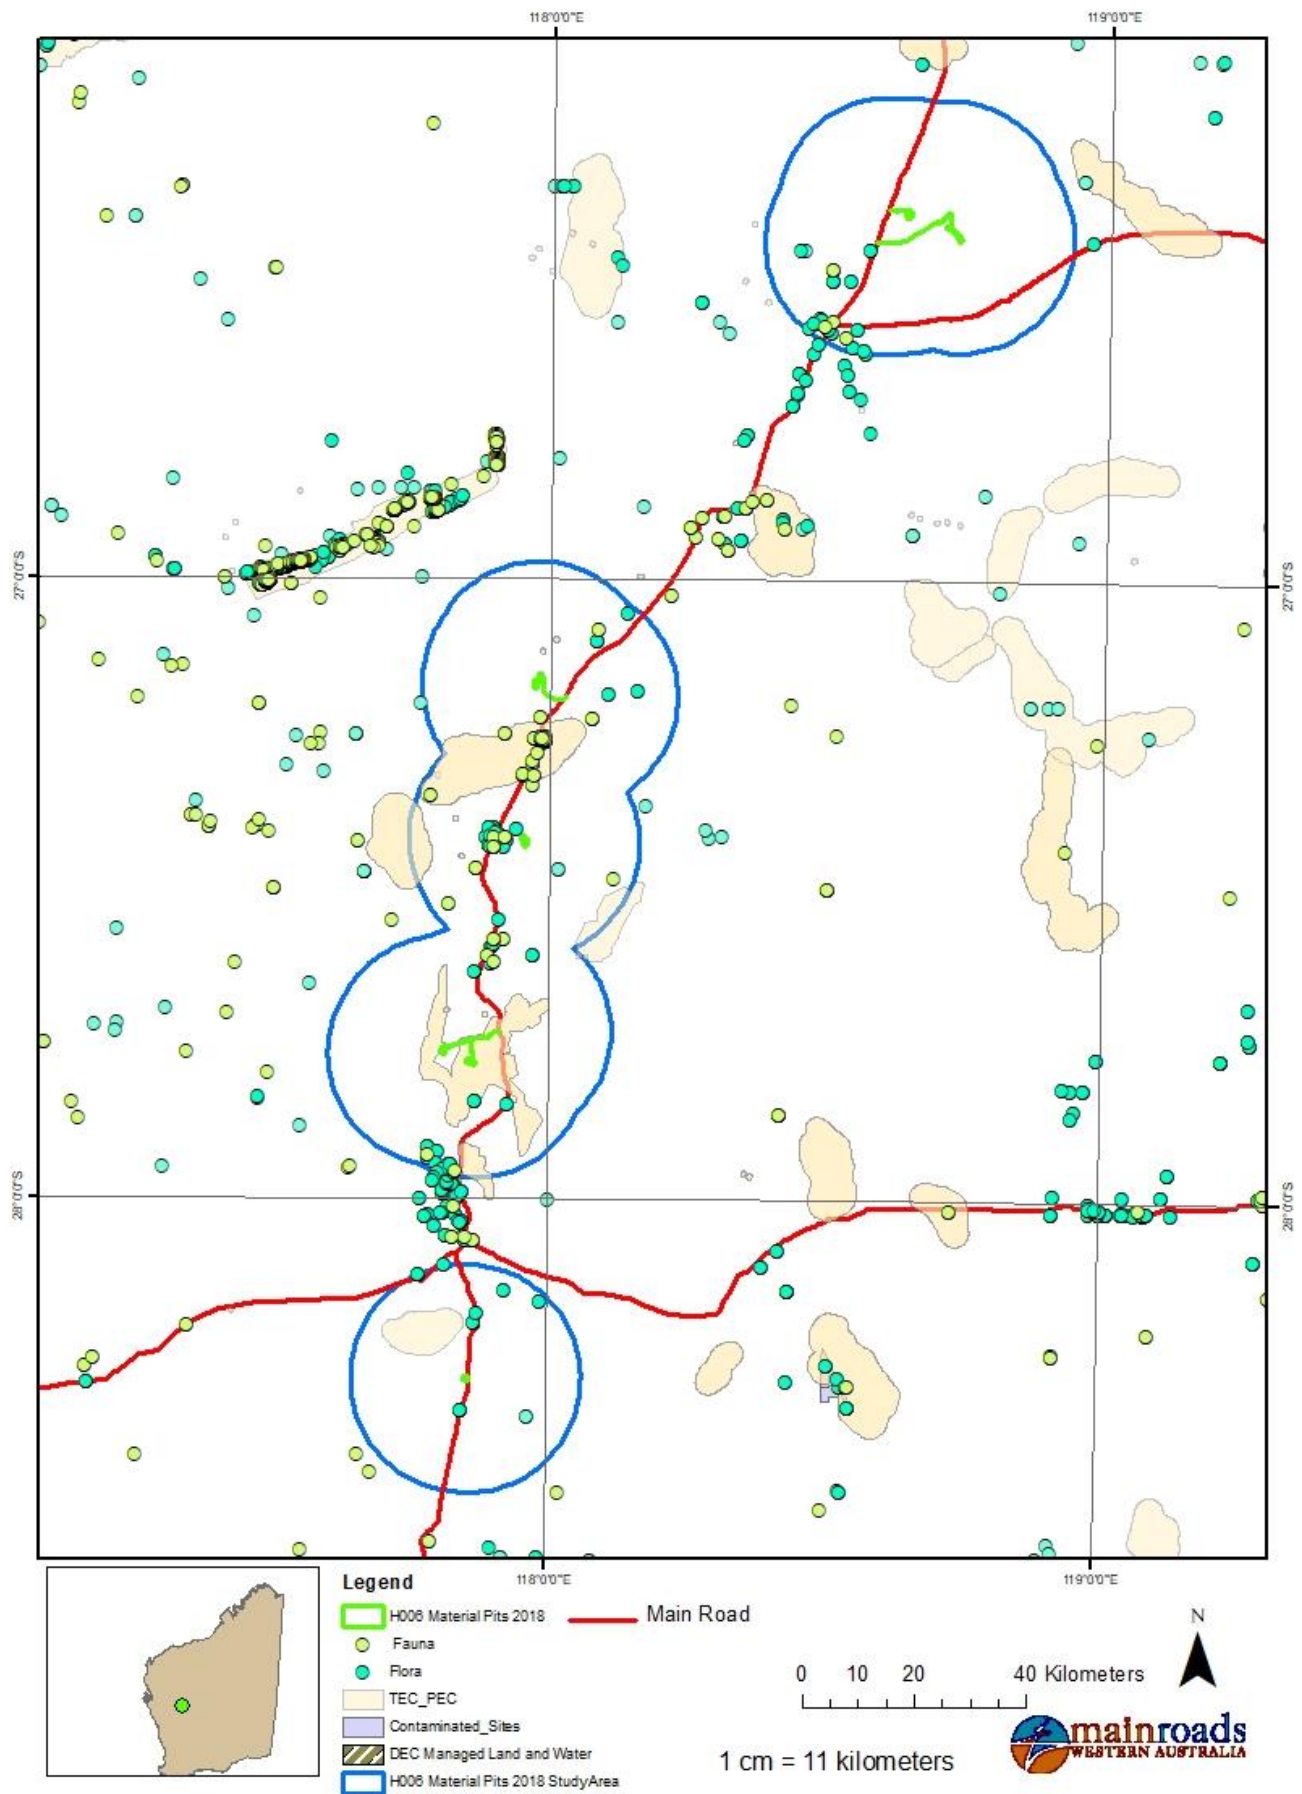 118°0'0"E 119°0'0"E
27°0'0"S 27°0'0"S
28°0'0"S 28°0'0"S
118°0'0"E 119°0'0"E
Legend
H006 Material Pits 2018 Main Road
Fauna
Flora
TEC_PEC
Contaminated_Sites
DEC Managed Land and Water
H006 Material Pits 2018 StudyArea
N
0 10 20 40 Kilometers
1 cm = 11 kilometers
mainroads
WESTERN AUSTRALIA